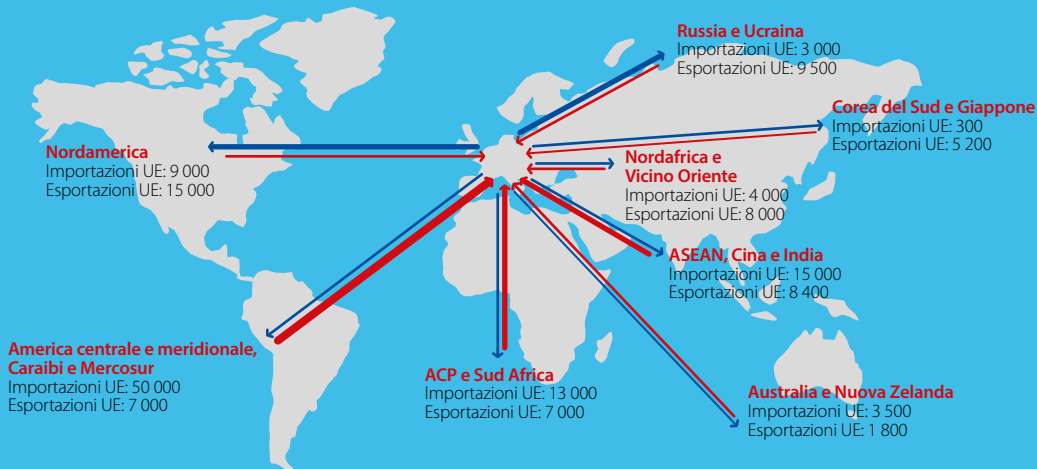 Russia e Ucraina
Importazioni UE: 3 000
Esportazioni UE: 9 500
Corea del Sud e Giappone
Importazioni UE: 300
Esportazioni UE: 5 200
Nordamerica
Importazioni UE: 9 000
Esportazioni UE: 15 000
Nordafrica e
Vicino Oriente
Importazioni UE: 4 000
Esportazioni UE: 8 000
ASEAN, Cina e India
Importazioni UE: 15 000
Esportazioni UE: 8 400
America centrale e meridionale,
Caraibi e Mercosur
Importazioni UE: 50 000
Esportazioni UE: 7 000
ACP e Sud Africa
Importazioni UE: 13 000
Esportazioni UE: 7 000
Australia e Nuova Zelanda
Importazioni UE: 3 500
Esportazioni UE: 1 800